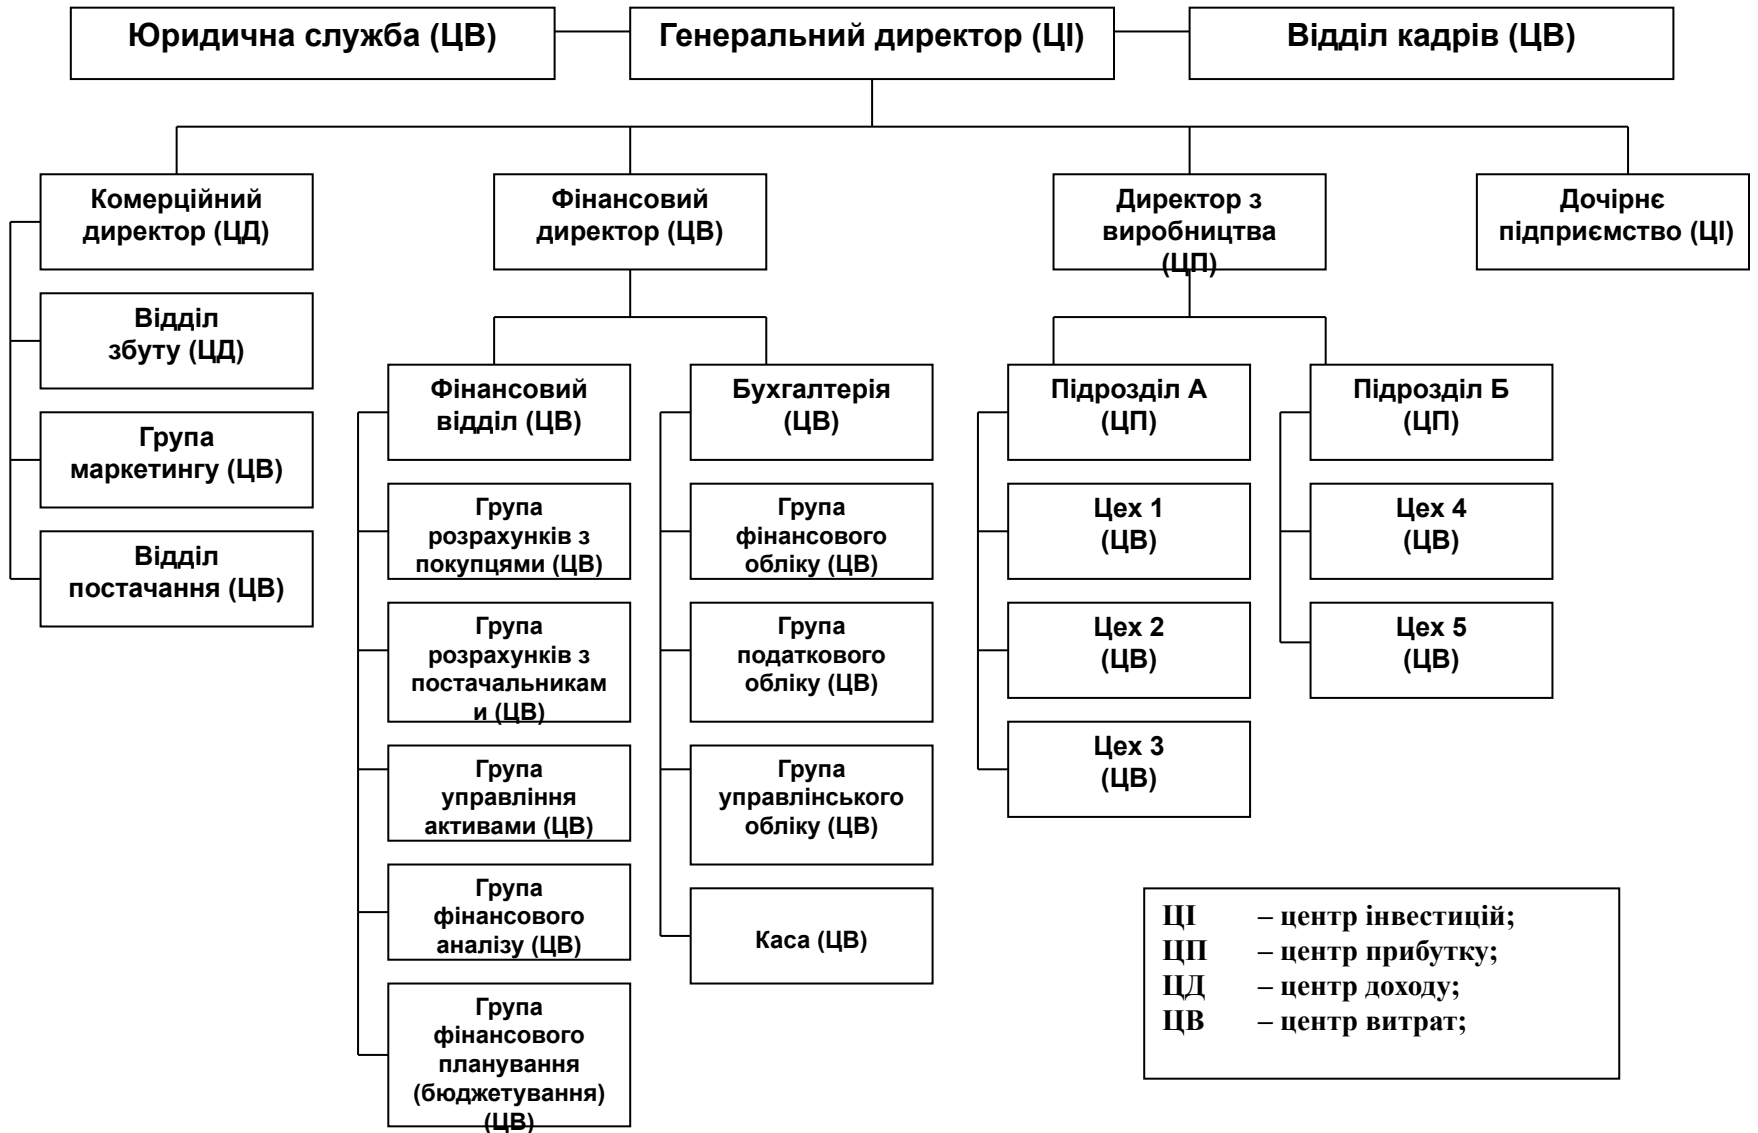 Юридична служба (ЦВ)
Генеральний директор (ЦІ)
Відділ кадрів (ЦВ)
Комерційний
директор (ЦД)
Фінансовий
директор (ЦВ)
Директор з
виробництва
(ЦП)
Дочірнє
підприємство (ЦІ)
Відділ
збуту (ЦД)
Група
маркетингу (ЦВ)
Відділ
постачання (ЦВ)
Фінансовий
відділ (ЦВ)
Група
розрахунків з
покупцями (ЦВ)
Група
розрахунків з
постачальникам
и (ЦВ)
Група
управління
активами (ЦВ)
Група
фінансового
аналізу (ЦВ)
Група
фінансового
планування
(бюджетування)
(ЦВ)
Бухгалтерія
(ЦВ)
Група
фінансового
обліку (ЦВ)
Група
податкового
обліку (ЦВ)
Група
управлінського
обліку (ЦВ)
Каса (ЦВ)
Підрозділ А
(ЦП)
Цех 1
(ЦВ)
Цех 2
(ЦВ)
Цех 3
(ЦВ)
Підрозділ Б
(ЦП)
Цех 4
(ЦВ)
Цех 5
(ЦВ)
ЦІ – центр інвестицій;
ЦП – центр прибутку;
ЦД – центр доходу;
ЦВ – центр витрат;